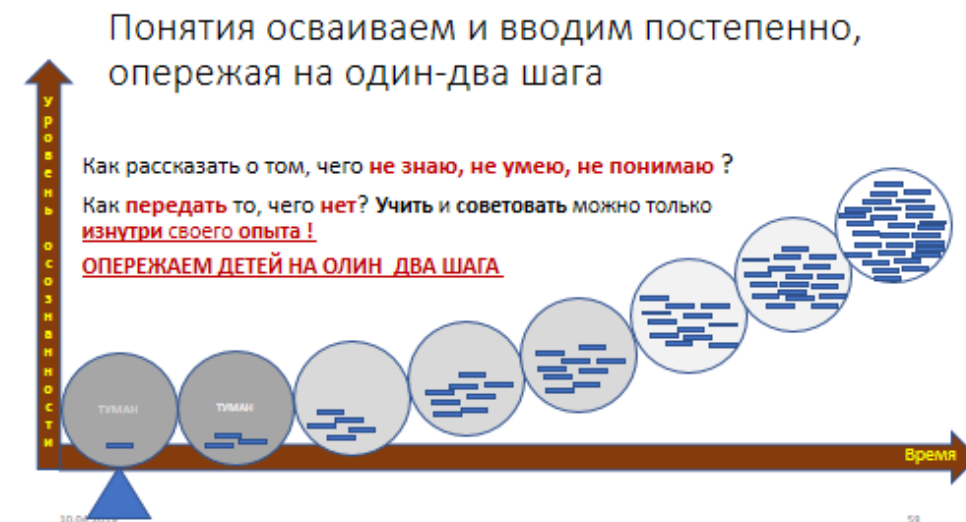 Понятия осваиваем и вводим постепенно,
опережая на один-два шага
Уровень осознанности
Как рассказать о том, чего не знаю, не умею, не понимаю ?
Как передать то, чего нет? Учить и советовать можно только
изнутри своего опыта !
ОПЕРЕЖАЕМ ДЕТЕЙ НА ОЛИН ДВА ШАГА
ТУМАН
ТУМАН
Время
59